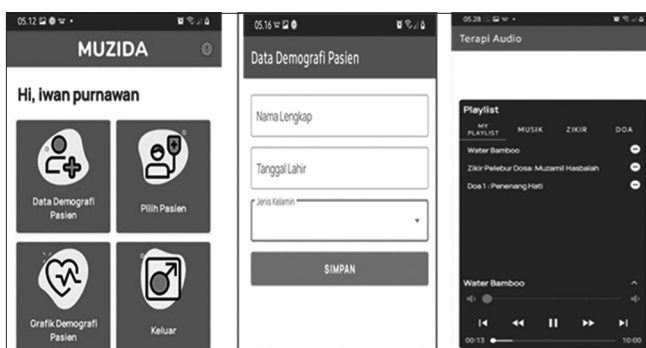 05.12
MUZIDA
Hi, iwan purnawan
Data Demografi
Pasien
Pilih Pasien
Grafik Demografi
Pasien
Keluar
05.16
Data Demografi Pasien
Nama Lengkap
Tanggal Lahir
Jenis Kelamin
SIMPAN
05.28
Terapi Audio
Playlist
MY
PLAYLIST
MUSIK
ZIKIR
DOA
Water Bamboo
Zikir Pelebur Dosa: Muzamil Hasbalah
Doa 1 : Penenang Hati
Water Bamboo
00:13
10:00